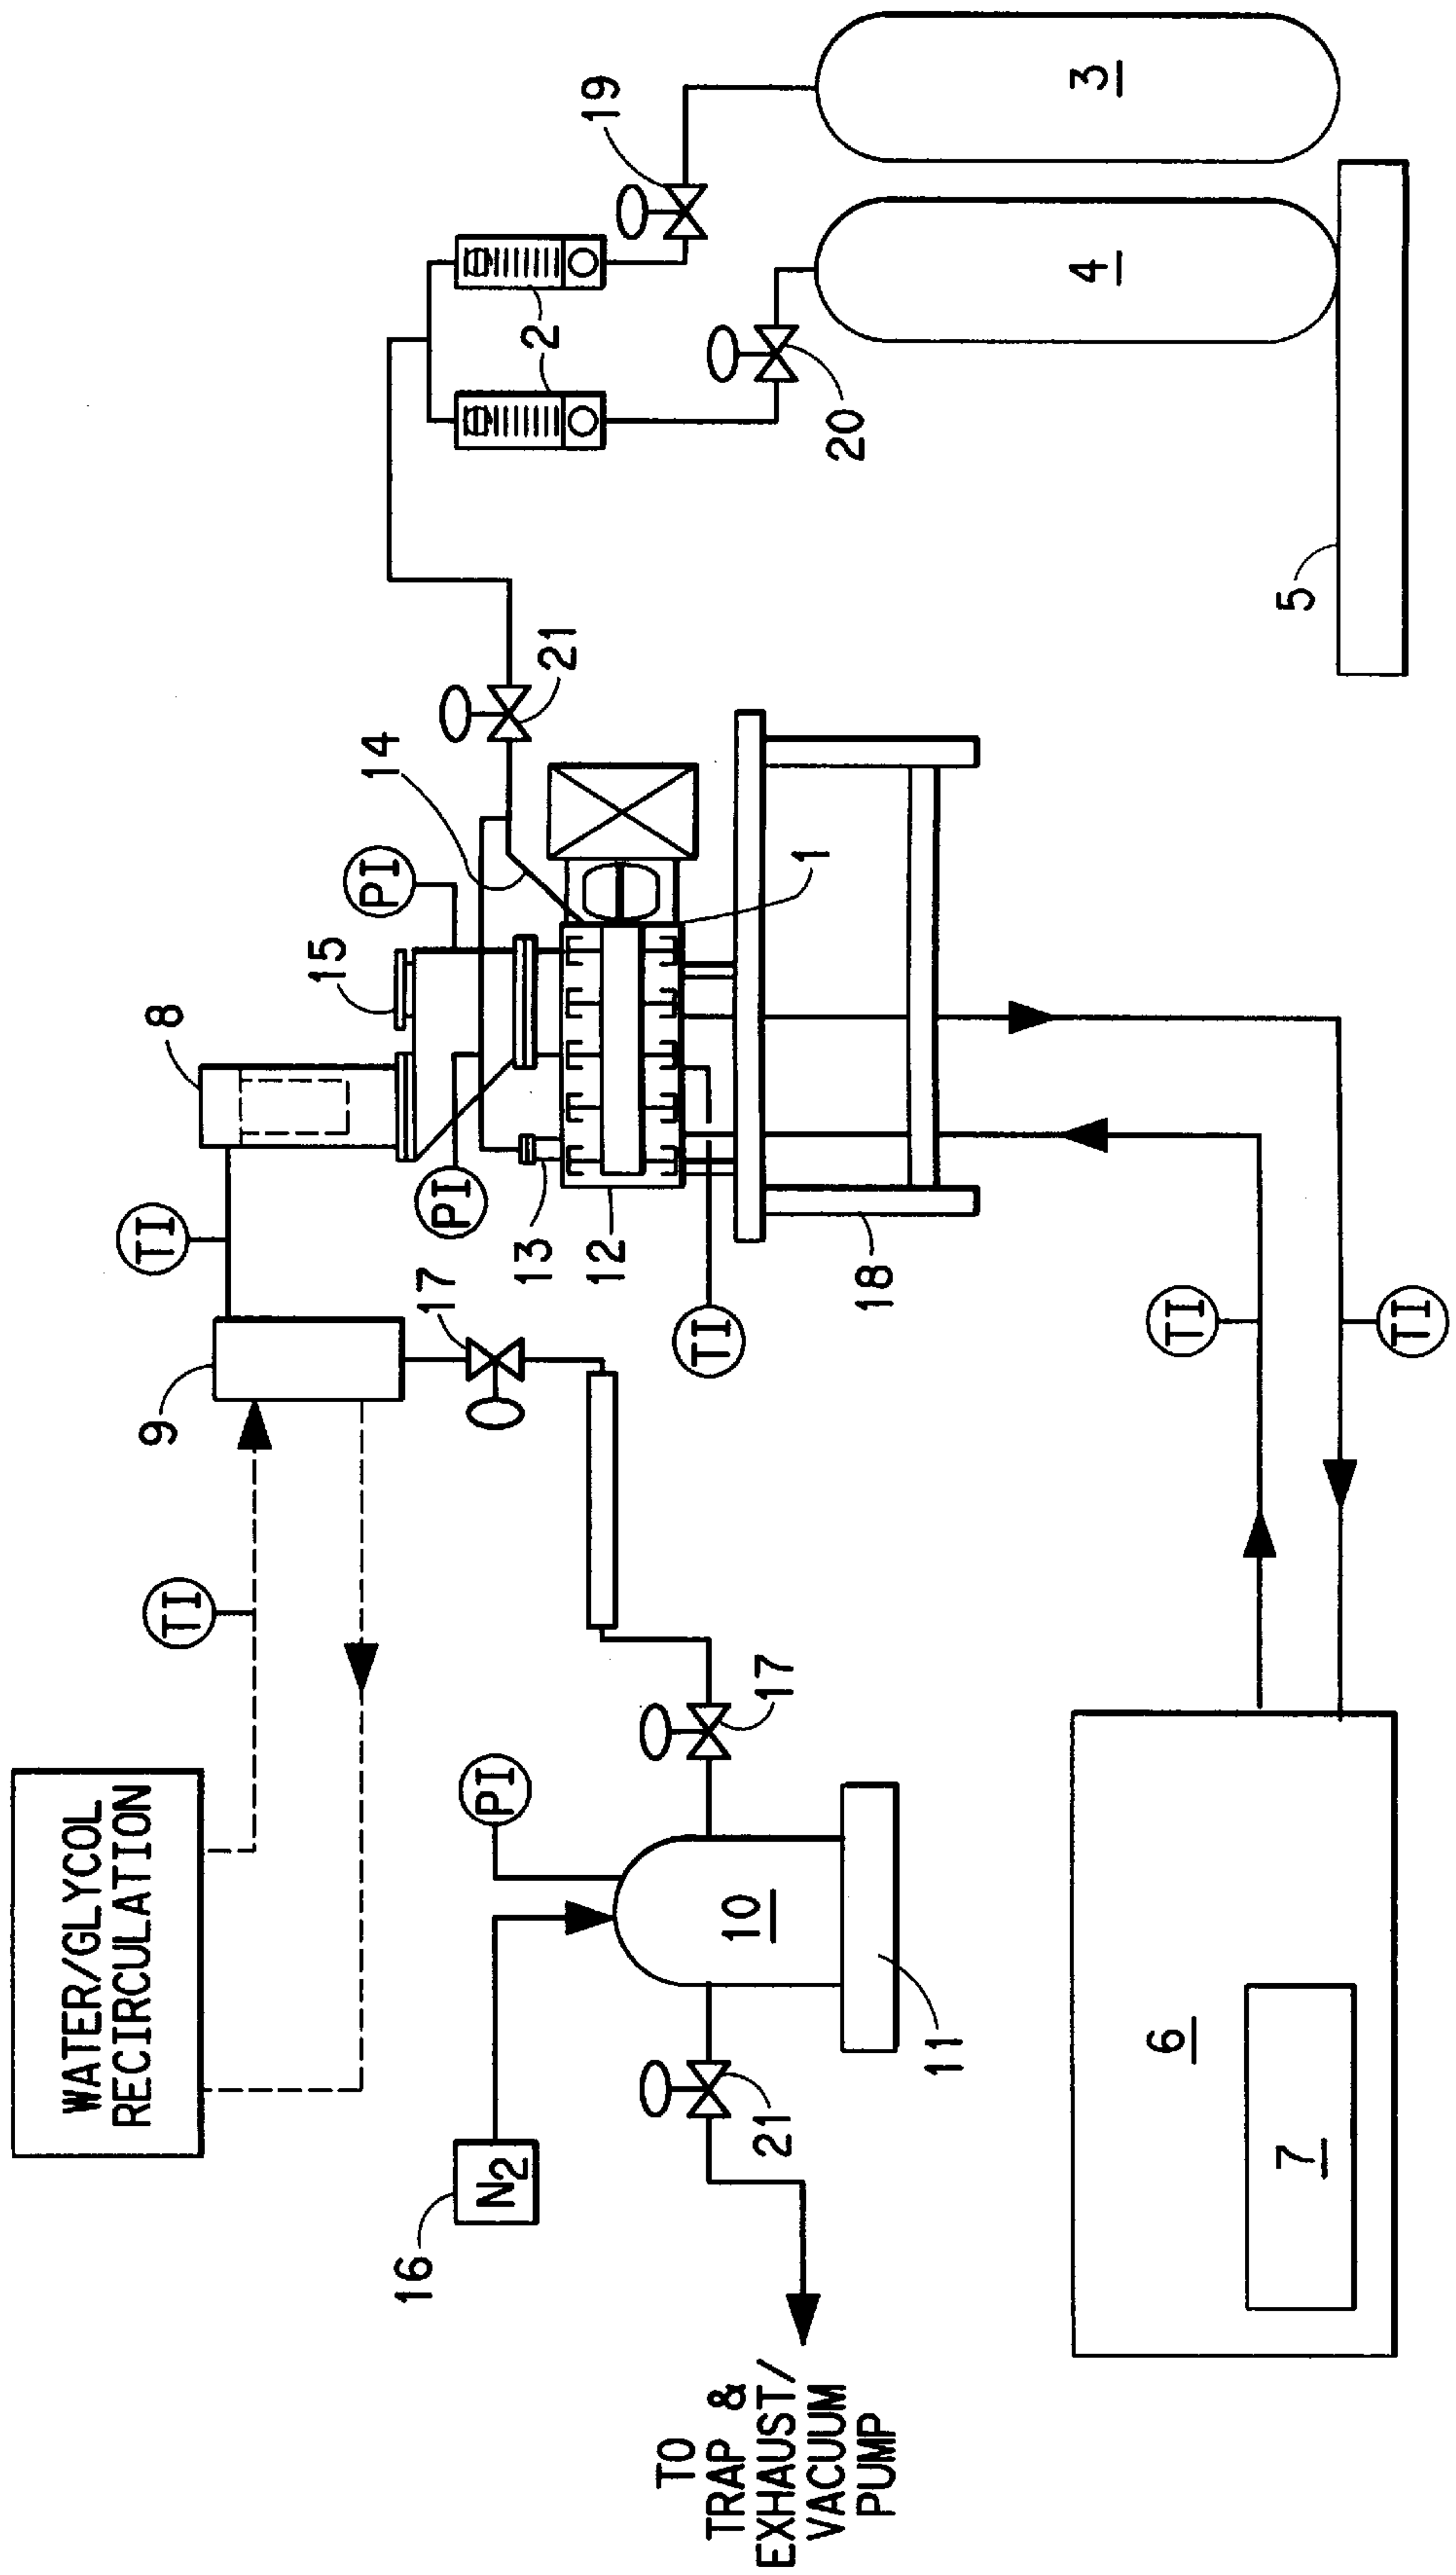 WATER/GLYCOL
RECIRCULATION
TI
TI
9
8
15
PI
14
PI
17
13
12
TI
21
2
19
20
16
N2
PI
10
11
17
21
TO
TRAP &
EXHAUST/
VACUUM
PUMP
1
18
3
4
5
6
7
TI
TI